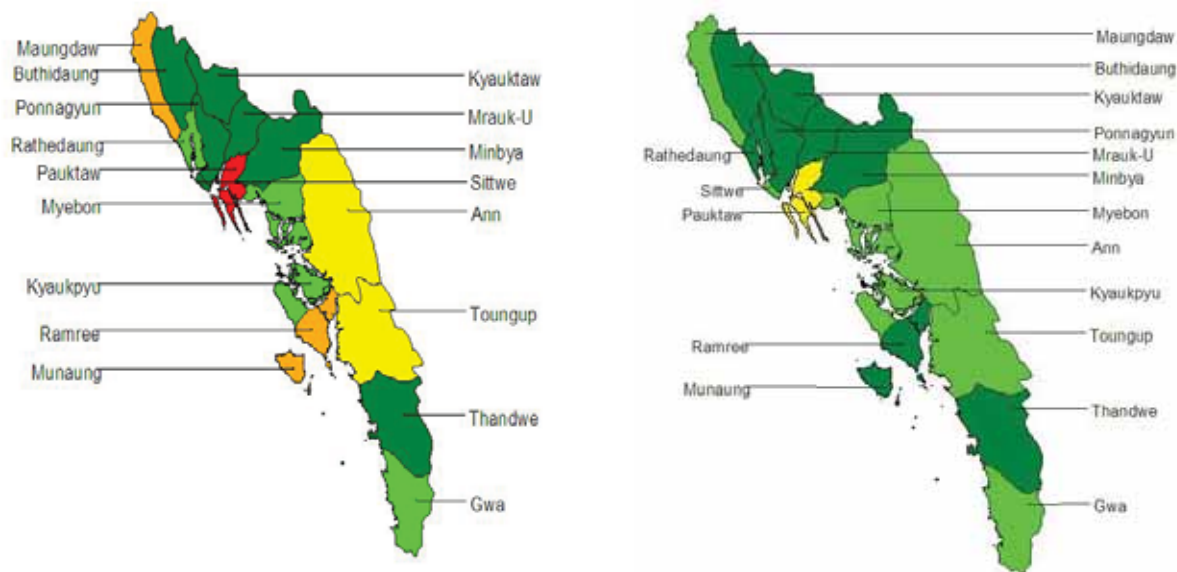 Maungdaw
Buthidaung
Ponnagyun
Rathedaung
Pauktaw
Myebon
Kyaukpyu
Ramree
Munaung
Kyauktaw
Mrauk-U
Minbya
Sittwe
Ann
Toungup
Thandwe
Gwa
Rathedaung
Sittwe
Pauktaw
Ramree
Munaung
Maungdaw
Buthidaung
Kyauktaw
Ponnagyun
Mrauk-U
Minbya
Myebon
Ann
Kyaukpyu
Toungup
Thandwe
Gwa